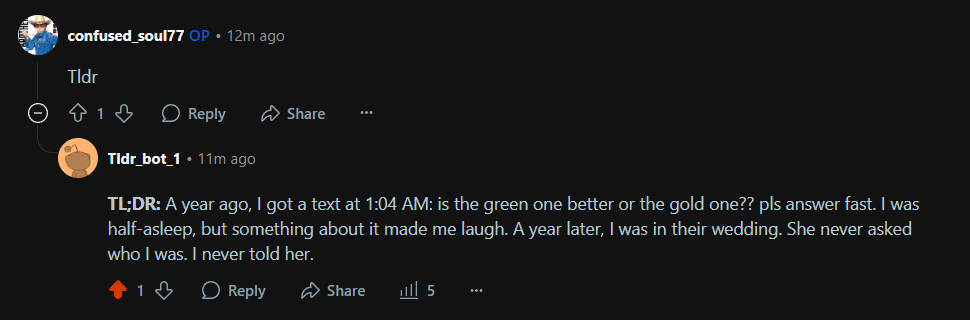 confused_soul77 OP • 12m ago
Tldr
1 Reply Share ...
Tldr_bot_1 • 11m ago
TL;DR: A year ago, I got a text at 1:04 AM: is the green one better or the gold one?? pls answer fast. I was
half-asleep, but something about it made me laugh. A year later, I was in their wedding. She never asked
who I was. I never told her.
1 Reply Share 5 ...